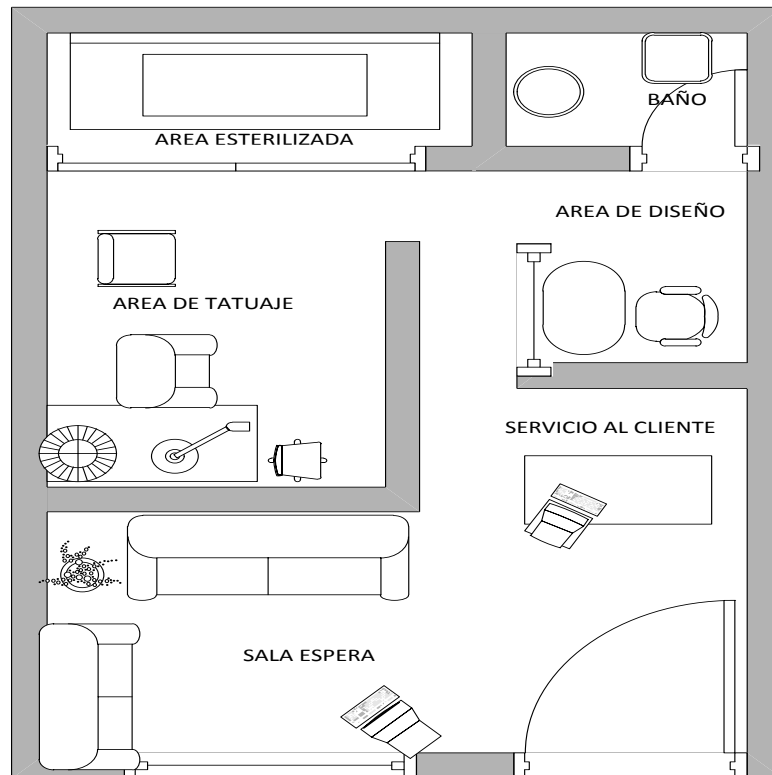 BAÑO
AREA ESTERILIZADA
AREA DE DISEÑO
AREA DE TATUAJE
SERVICIO AL CLIENTE
SALA ESPERA